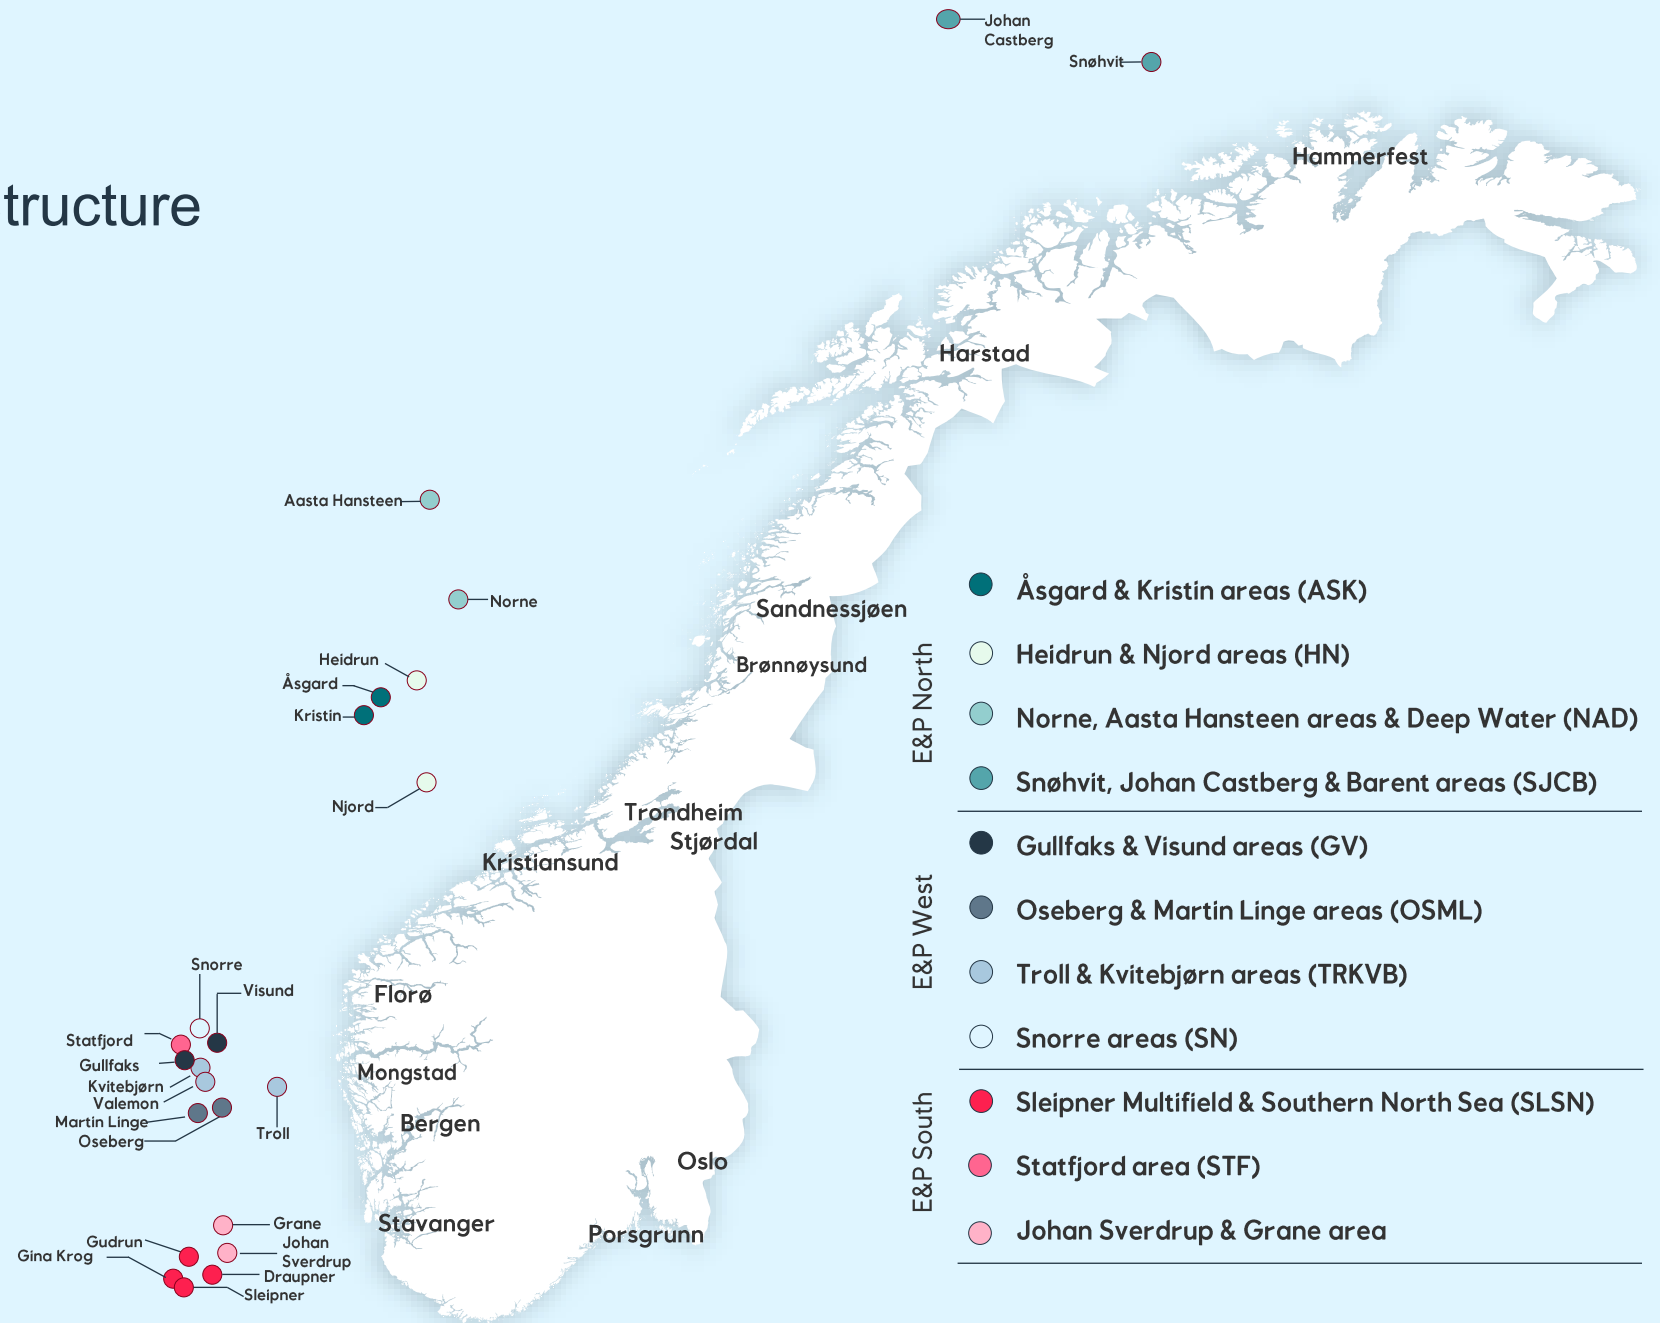 Johan
Castberg
Snøhvit
Hammerfest
tructure
Harstad
Aasta Hansteen
Norne
Sandnessjøen
Brønnøysund
Heidrun
Åsgard
Kristin
Njord
Trondheim
Stjørdal
Kristiansund
Snorre
Visund
Florø
Statfjord
Gullfaks
Kvitebjørn
Valemon
Martin Linge
Oseberg
Troll
Mongstad
Bergen
Oslo
Stavanger
Porsgrunn
Grane
Gudrun
Johan
Sverdrup
Gina Krog
Draupner
Sleipner
E&P North
Åsgard & Kristin areas (ASK)
Heidrun & Njord areas (HN)
Norne, Aasta Hansteen areas & Deep Water (NAD)
Snøhvit, Johan Castberg & Barent areas (SJCB)
E&P West
Gullfaks & Visund areas (GV)
Oseberg & Martin Linge areas (OSML)
Troll & Kvitebjørn areas (TRKVB)
Snorre areas (SN)
E&P South
Sleipner Multifield & Southern North Sea (SLSN)
Statfjord area (STF)
Johan Sverdrup & Grane area